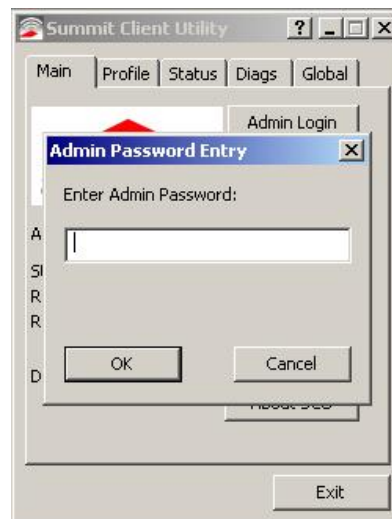 Summit Client Utility
Main Profile Status Diags Global
Admin Login
Admin Password Entry
Enter Admin Password:
A
R
R
D
OK Cancel
Exit